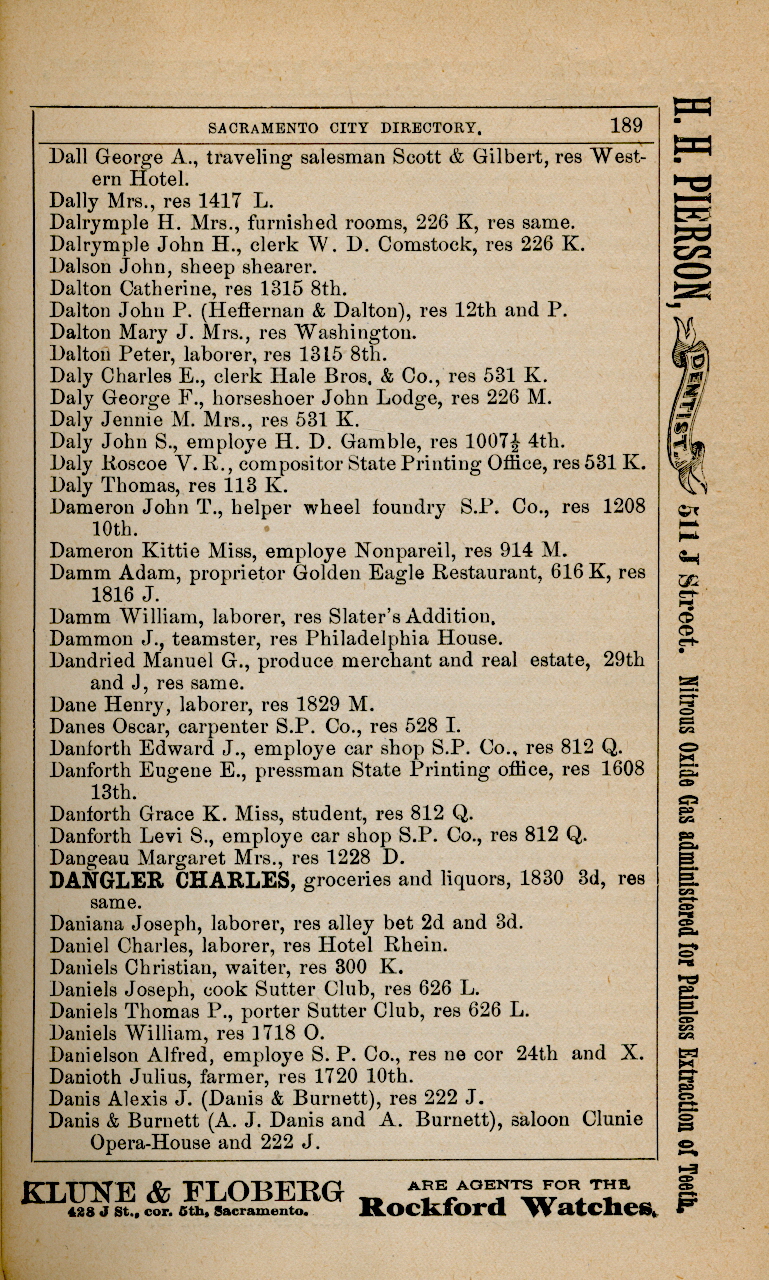 SACRAMENTO CITY DIRECTORY. 189
Dall George A., traveling salesman Scott & Gilbert, res West-
ern Hotel.
Dally Mrs., res 1417 L.
Dalrymple H. Mrs., furnished rooms, 226 K, res same.
Dalrymple John H., clerk W. D. Comstock, res 226 K.
Dalson John, sheep shearer.
Dalton Catherine, res 1315 8th.
Dalton John P. (Heffernan & Dalton), res 12th and P.
Dalton Mary J. Mrs., res Washington.
Dalton Peter, laborer, res 1315 8th.
Daly Charles E., clerk Hale Bros. & Co., res 531 K.
Daly George F., horseshoer John Lodge, res 226 M.
Daly Jennie M. Mrs., res 531 K.
Daly John S., employe H. D. Gamble, res 1007½ 4th.
Daly Roscoe V. R., compositor State Printing Office, res 531 K.
Daly Thomas, res 113 K.
Dameron John T., helper wheel foundry S.P. Co., res 1208
10th.
Dameron Kittie Miss, employe Nonpareil, res 914 M.
Damm Adam, proprietor Golden Eagle Restaurant, 616 K, res
1816 J.
Damm William, laborer, res Slater's Addition.
Dammon J., teamster, res Philadelphia House.
Dandried Manuel G., produce merchant and real estate, 29th
and J, res same.
Dane Henry, laborer, res 1829 M.
Danes Oscar, carpenter S.P. Co., res 528 I.
Danforth Edward J., employe car shop S.P. Co., res 812 Q.
Danforth Eugene E., pressman State Printing office, res 1608
13th.
Danforth Grace K. Miss, student, res 812 Q.
Danforth Levi S., employe car shop S.P. Co., res 812 Q.
Dangeau Margaret Mrs., res 1228 D.
DANGLER CHARLES, groceries and liquors, 1830 3d, res
same.
Daniana Joseph, laborer, res alley bet 2d and 3d.
Daniel Charles, laborer, res Hotel Rhein.
Daniels Christian, waiter, res 300 K.
Daniels Joseph, cook Sutter Club, res 626 L.
Daniels Thomas P., porter Sutter Club, res 626 L.
Daniels William, res 1718 O.
Danielson Alfred, employe S. P. Co., res ne cor 24th and X.
Danioth Julius, farmer, res 1720 10th.
Danis Alexis J. (Danis & Burnett), res 222 J.
Danis & Burnett (A. J. Danis and A. Burnett), saloon Clunie
Opera-House and 222 J.
H. H. PIERSON, DENTIST. 511 J Street. Nitrous Oxide Gas administered for Painless Extraction of Teeth.
KLUNE & FLOBERG
428 J St., cor. 5th, Sacramento.
ARE AGENTS FOR THE
Rockford Watches.